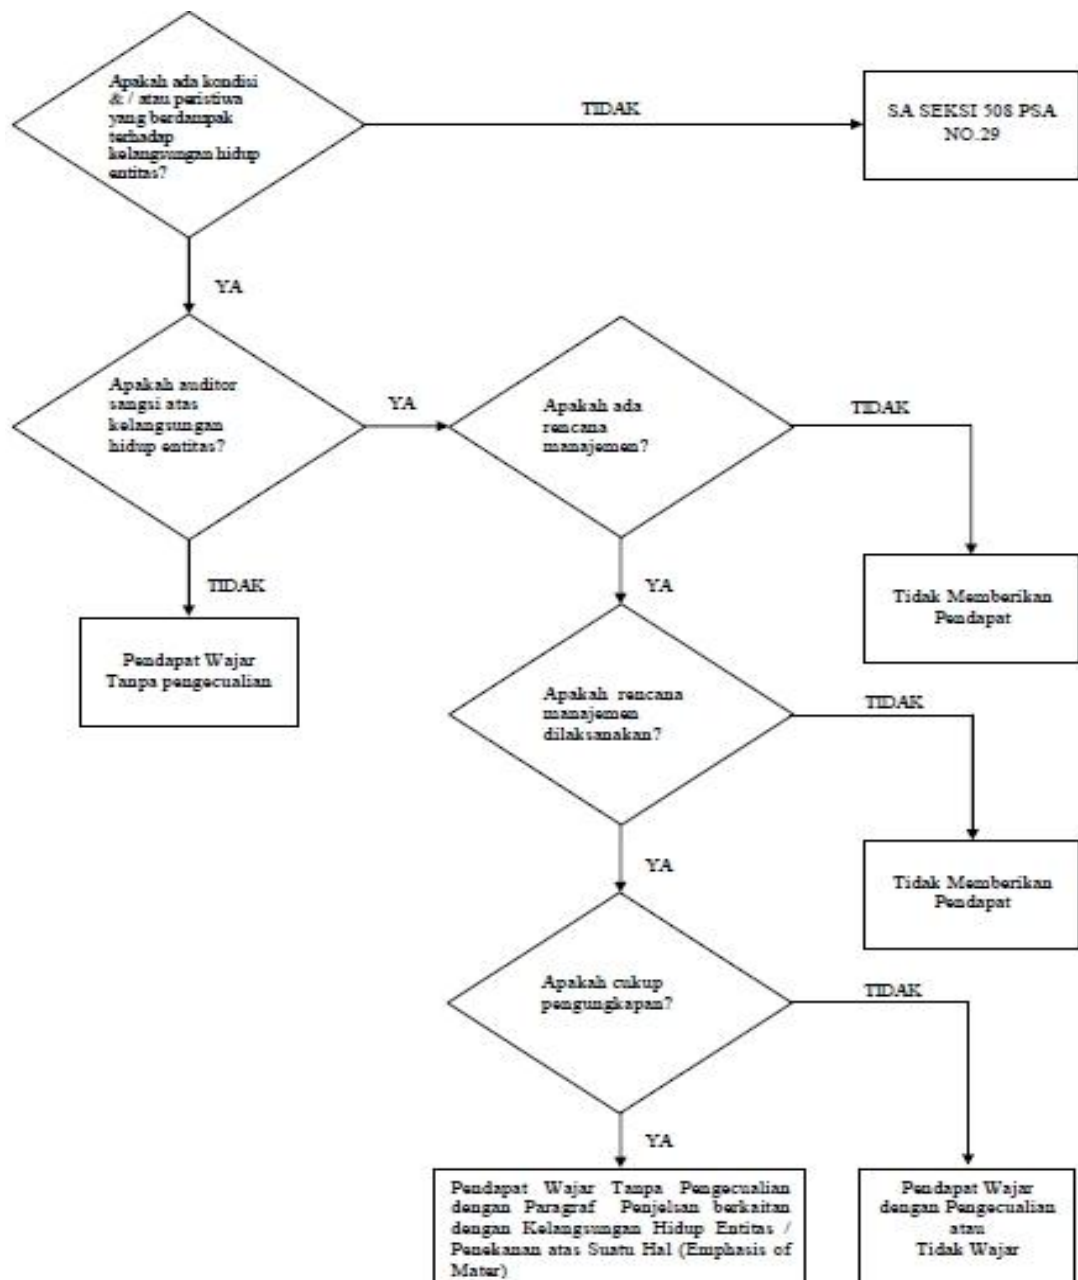 Apakah ada kondisi
& / atau peristiwa
yang berdampak
terhadap
kelangsungan hidup
entitas?
TIDAK
SA SEKSI 508 PSA
NO.29
YA
Apakah auditor
sangsi atas
kelangsungan
hidup entitas?
YA
Apakah ada
rencana
manajemen?
TIDAK
TIDAK
YA
Tidak Memberikan
Pendapat
Pendapat Wajar
Tanpa pengecualian
Apakah rencana
manajemen
dilaksanakan?
TIDAK
YA
Tidak Memberikan
Pendapat
Apakah cukup
pengungkapan?
TIDAK
YA
Pendapat Wajar Tanpa Pengecualian
dengan Paragraf Penjelsan berkaitan
dengan Kelangsungan Hidup Entitas /
Penekanan atas Suatu Hal (Emphasis of
Mater)
Pendapat Wajar
dengan Pengecualian
atau
Tidak Wajar